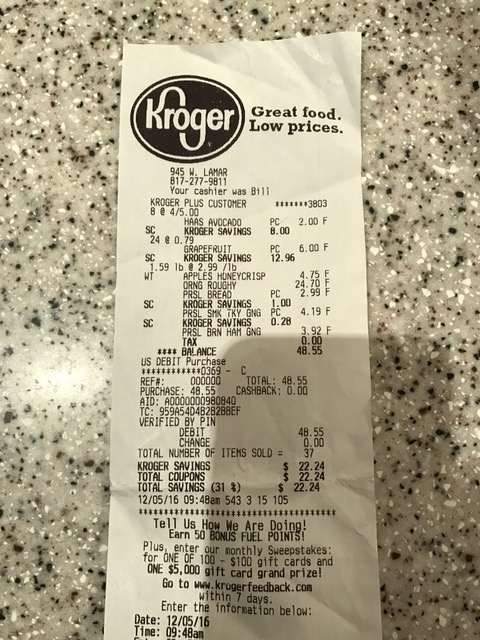 Kroger
Great food.
Low prices.
945 W. LAMAR
817-277-9811
Your cashier was Bill
KROGER PLUS CUSTOMER *******3803
8 @ 4/5.00
HAAS AVOCADO PC 2.00 F
SC KROGER SAVINGS 8.00
24 @ 0.79
GRAPEFRUIT PC 6.00 F
SC KROGER SAVINGS 12.96
1.59 lb @ 2.99 /lb
WT APPLES HONEYCRISP 4.75 F
ORNG ROUGHY 24.70 F
PRSL BREAD PC 2.99 F
SC KROGER SAVINGS 1.00
PRSL SMK TKY GNG PC 4.19 F
SC KROGER SAVINGS 0.28
PRSL BRN HAM GNG 3.92 F
TAX 0.00
**** BALANCE 48.55
US DEBIT Purchase
************0369 - C
REF#: 000000 TOTAL: 48.55
PURCHASE: 48.55 CASHBACK: 0.00
AID: A0000000980840
TC: 959A54D4B2B2BBEF
VERIFIED BY PIN
DEBIT 48.55
CHANGE 0.00
TOTAL NUMBER OF ITEMS SOLD = 37
KROGER SAVINGS $ 22.24
TOTAL COUPONS $ 22.24
TOTAL SAVINGS (31 %) $ 22.24
12/05/16 09:48am 543 3 15 105
************************************
Tell Us How We Are Doing!
Earn 50 BONUS FUEL POINTS!
Plus, enter our monthly Sweepstakes:
for ONE OF 100 - $100 gift cards and
ONE $5,000 gift card grand prize!
Go to www.krogerfeedback.com
within 7 days.
Enter the information below:
Date: 12/05/16
Time: 09:48am